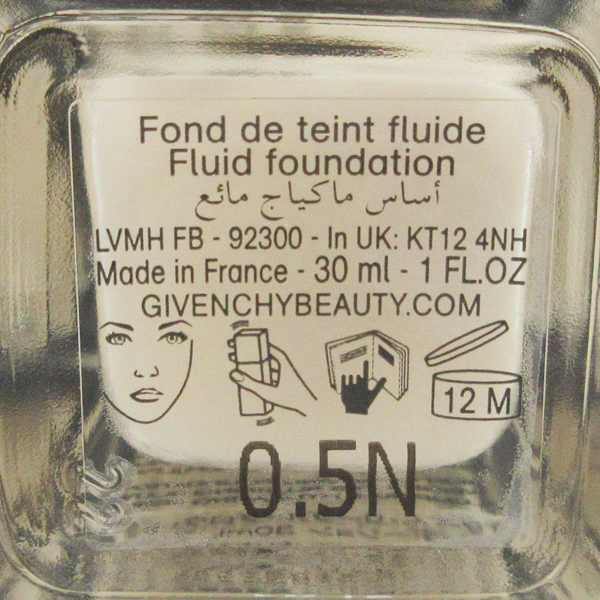 Fond de teint fluide
Fluid foundation
أساس ماكياج مائع
LVMH FB - 92300 - In UK: KT12 4NH
Made in France - 30 ml - 1 FL.OZ
GIVENCHYBEAUTY.COM
12 M
0.5N